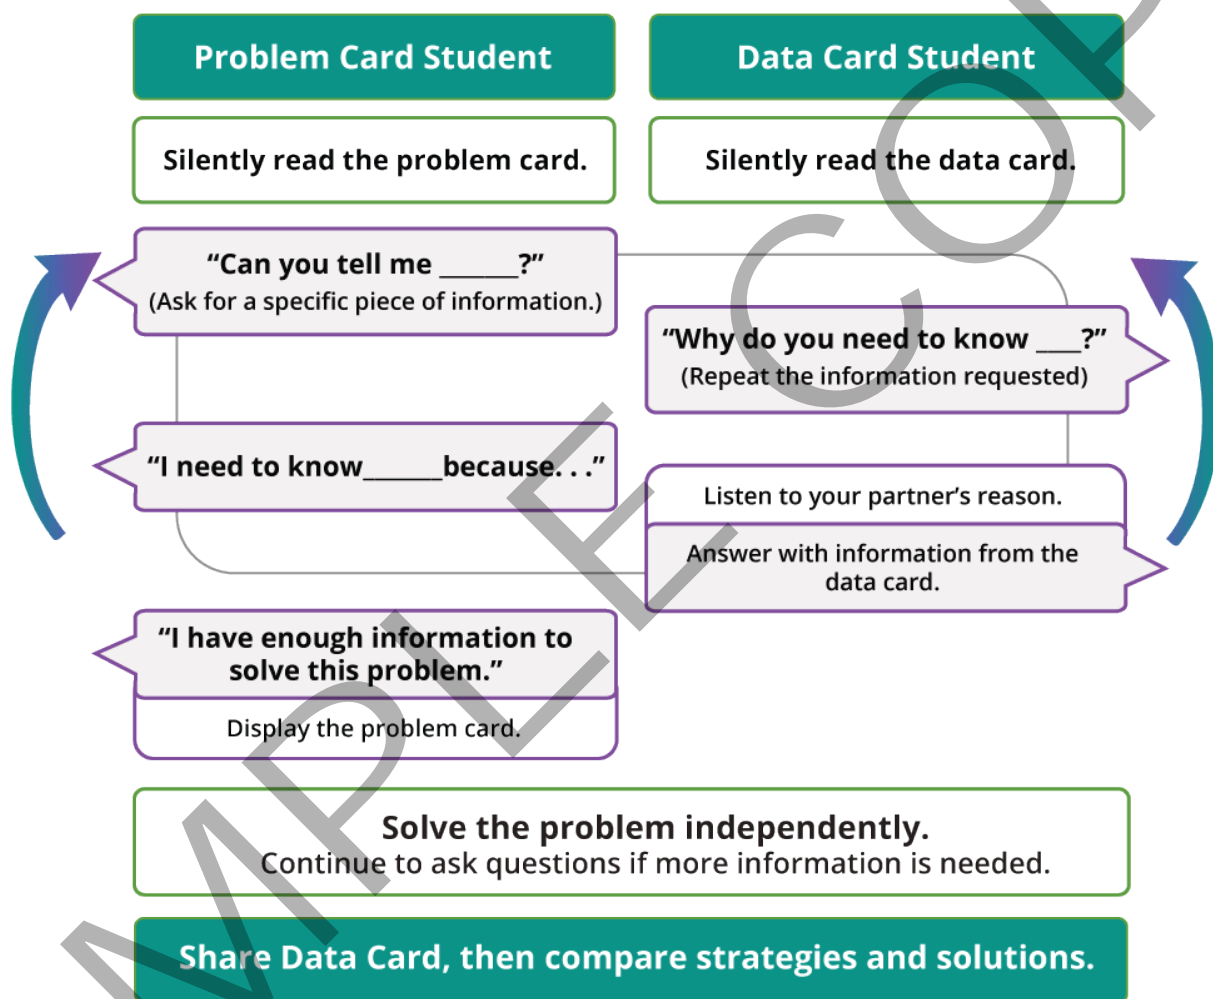 Problem Card Student
Data Card Student
Silently read the problem card.
Silently read the data card.
“Can you tell me ______?”
(Ask for a specific piece of information.)
“Why do you need to know ___?”
(Repeat the information requested)
“I need to know______because. . .”
Listen to your partner’s reason.
Answer with information from the
data card.
“I have enough information to
solve this problem.”
Display the problem card.
Solve the problem independently.
Continue to ask questions if more information is needed.
Share Data Card, then compare strategies and solutions.
MPLE COP